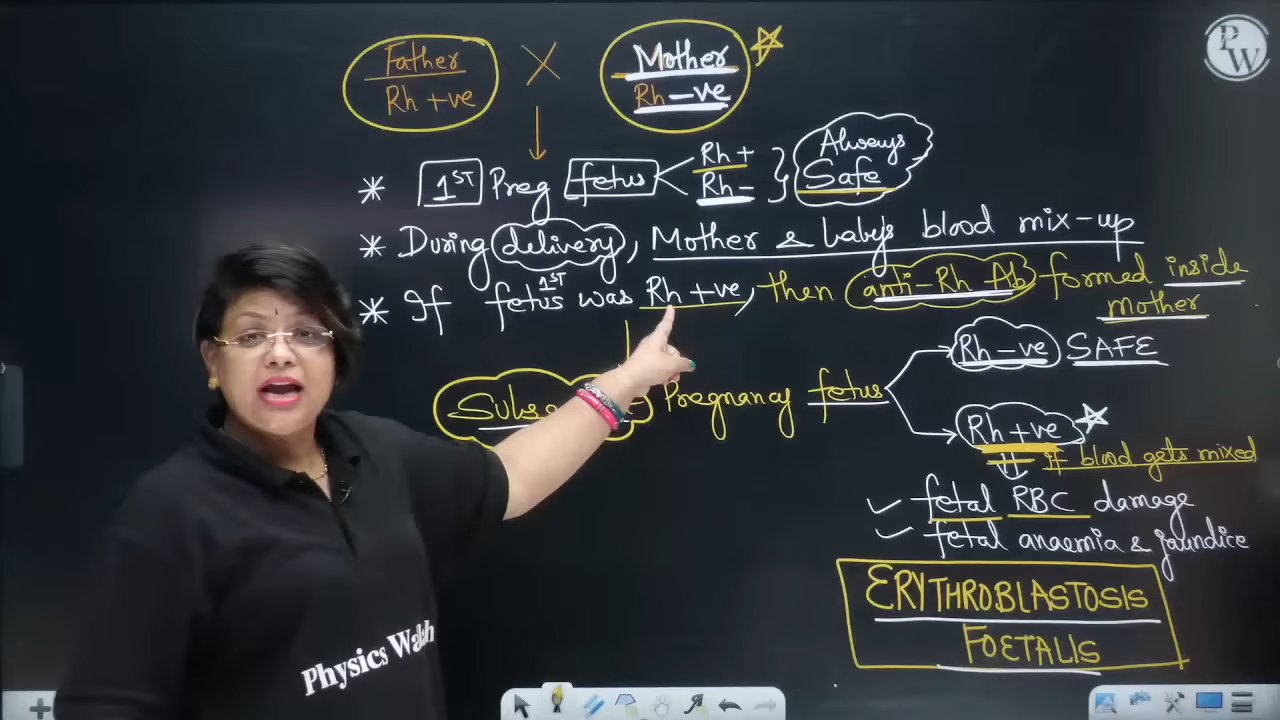 PW
Father X Mother
Rh +ve Rh -ve
* 1ST Preg fetus Rh + Rh - } Always Safe
* During delivery, Mother & baby's blood mix-up
* If 1ST fetus was Rh +ve, then anti-Rh Ab formed inside mother
Pregnancy fetus
Rh -ve SAFE
Rh +ve
If blood gets mixed
✓ fetal RBC damage
✓ fetal anaemia & jaundice
ERYTHROBLASTOSIS
FOETALIS
Physics Wallah